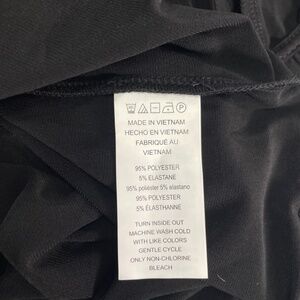 MADE IN VIETNAM
HECHO EN VIETNAM
FABRIQUÉ AU
VIETNAM
95% POLYESTER
5% ELASTANE
95% poliéster 5% elastano
95% POLYESTER
5% ÉLASTHANNE
TURN INSIDE OUT
MACHINE WASH COLD
WITH LIKE COLORS
GENTLE CYCLE
ONLY NON-CHLORINE
BLEACH